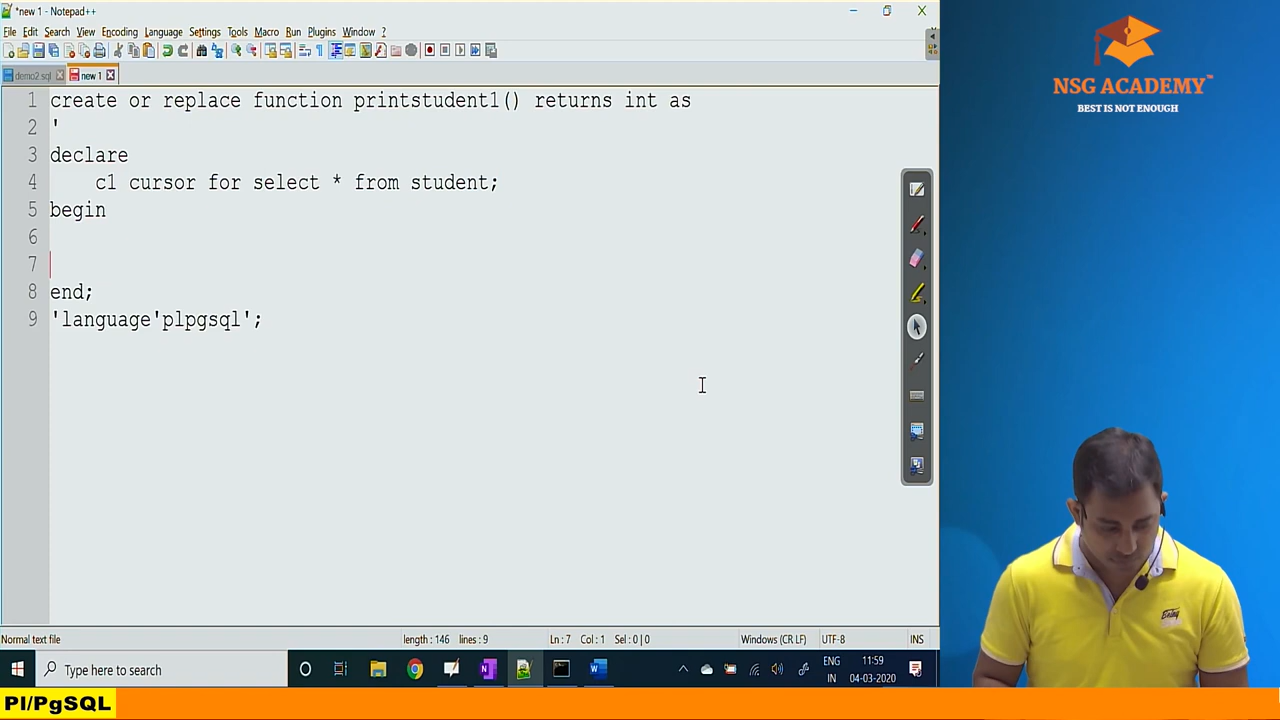 *new 1 - Notepad++
File Edit Search View Encoding Language Settings Tools Macro Run Plugins Window ?
demo2.sql new 1
1 create or replace function printstudent1() returns int as
2 '
3 declare
4 c1 cursor for select * from student;
5 begin
6
7
8 end;
9 'language'plpgsql';
NSG ACADEMY™
BEST IS NOT ENOUGH
Normal text file length : 146 lines : 9 Ln : 7 Col : 1 Sel : 0 | 0 Windows (CR LF) UTF-8 INS
Type here to search
ENG
IN
11:59
04-03-2020
Pl/PgSQL